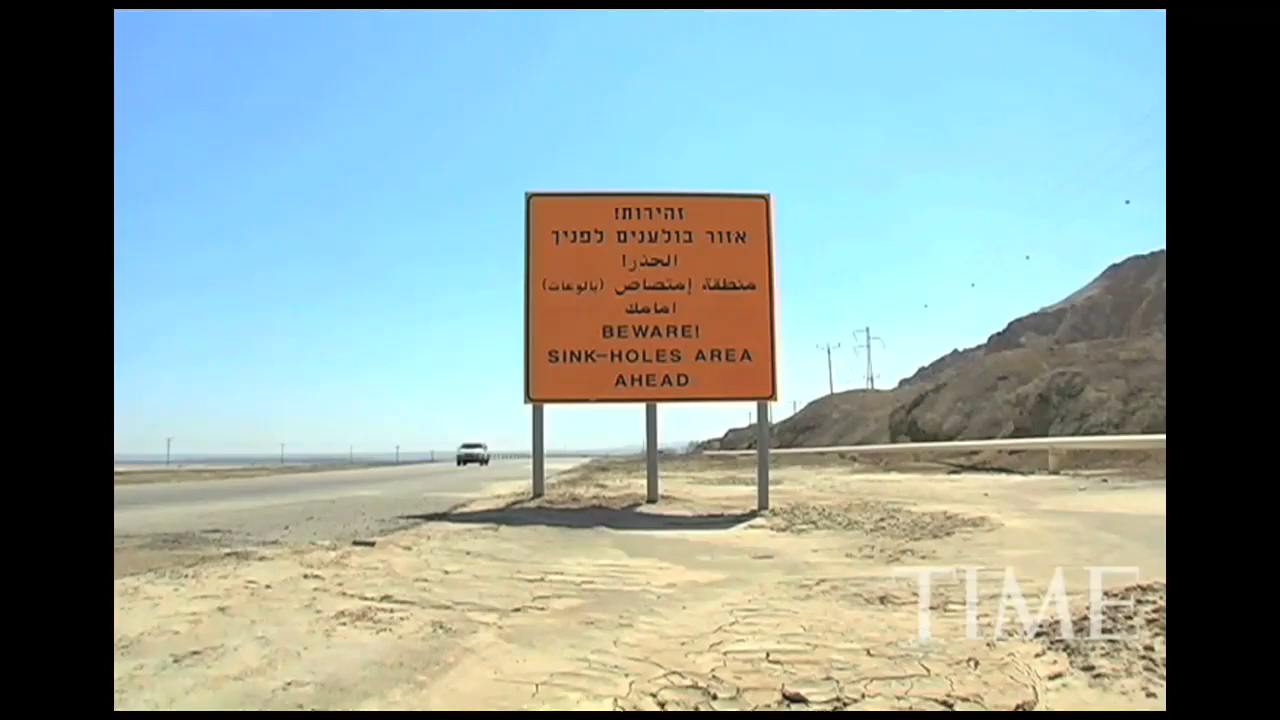 זהירות!
אזור בולענים לפניך
الحذر!
منطقة إمتصاص (بالوعات)
امامك
BEWARE!
SINK-HOLES AREA
AHEAD
TIME